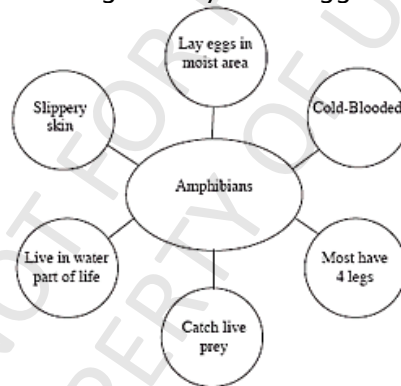 Lay eggs in
moist area
Slippery
skin
Cold-Blooded
Amphibians
Live in water
part of life
Most have
4 legs
Catch live
prey